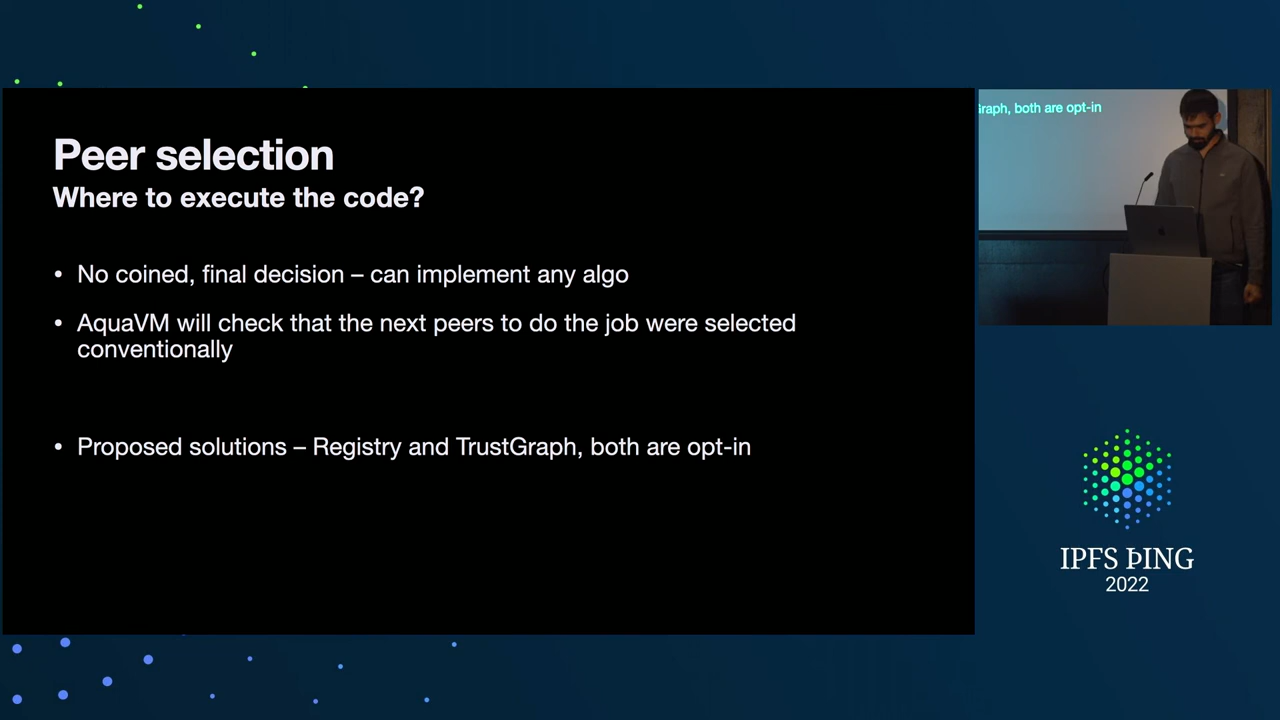 Peer selection
Where to execute the code?
• No coined, final decision – can implement any algo
• AquaVM will check that the next peers to do the job were selected
conventionally
• Proposed solutions – Registry and TrustGraph, both are opt-in
Graph, both are opt-in
IPFS ÞING
2022